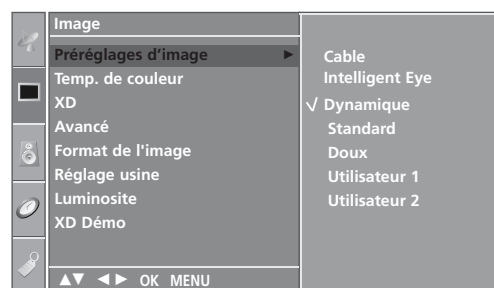 Image
Préréglages d'image ►
Temp. de couleur
XD
Avancé
Format de l'image
Réglage usine
Luminosite
XD Démo
▲▼ ◄► OK MENU
Cable
Intelligent Eye
√ Dynamique
Standard
Doux
Utilisateur 1
Utilisateur 2